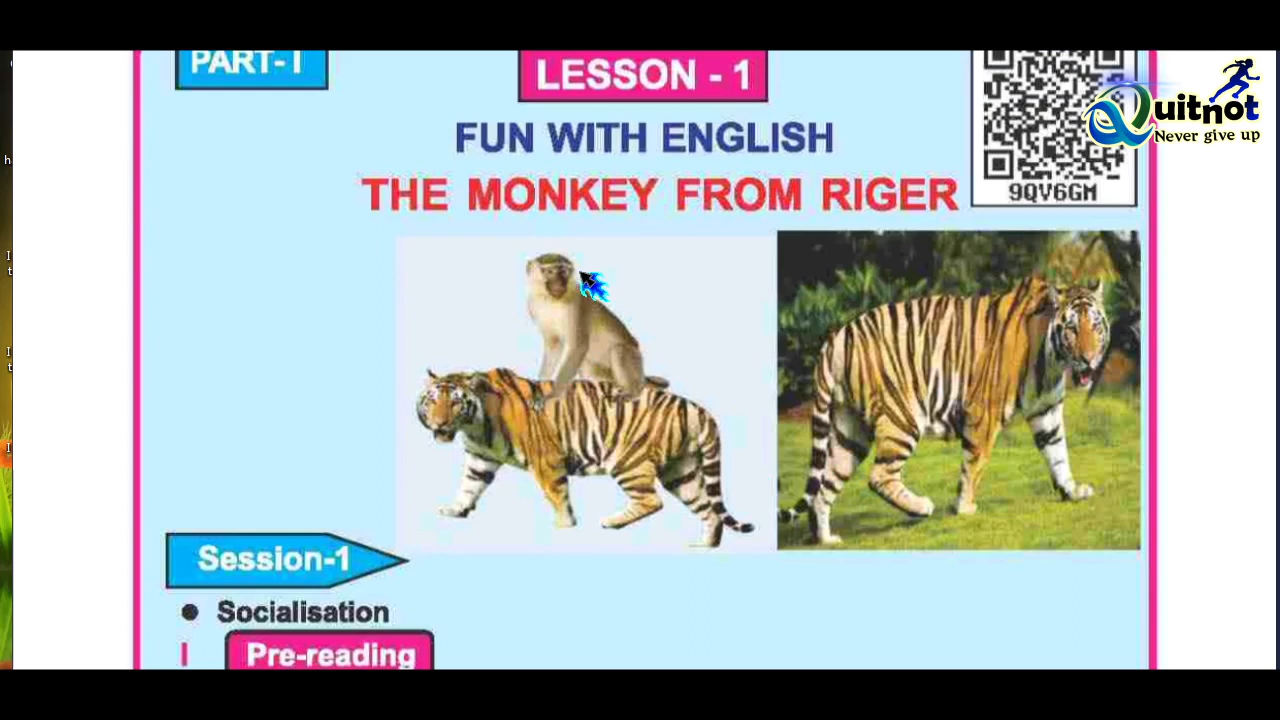 PART-1
LESSON - 1
FUN WITH ENGLISH
THE MONKEY FROM RIGER
9QV6GM
Quitnot
Never give up
Session-1
● Socialisation
I Pre-reading